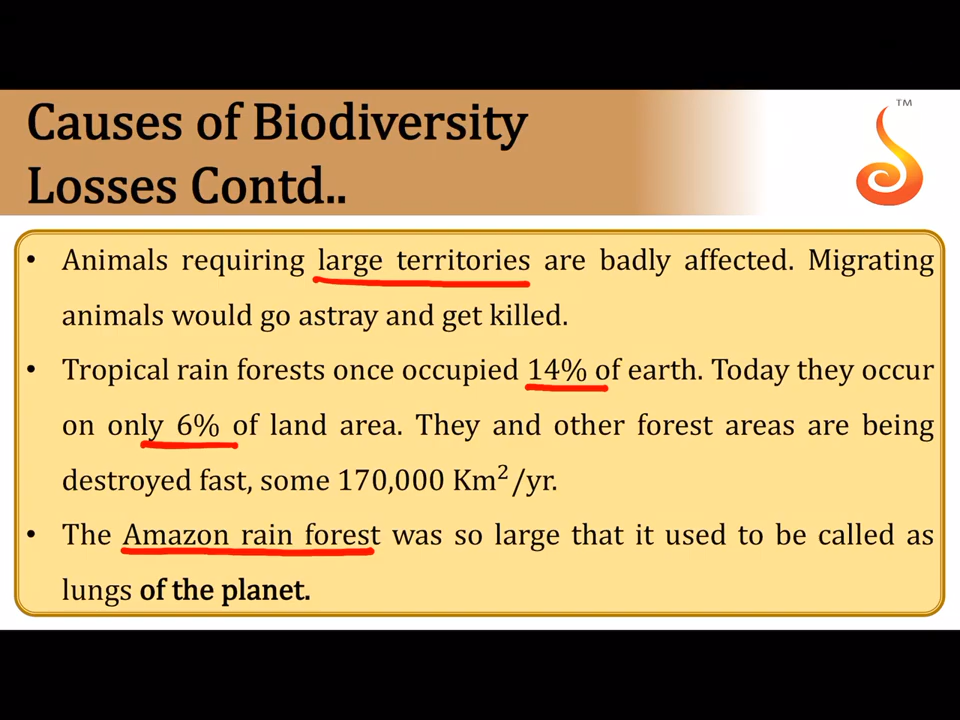 Causes of Biodiversity
Losses Contd..
TM
• Animals requiring large territories are badly affected. Migrating
animals would go astray and get killed.
• Tropical rain forests once occupied 14% of earth. Today they occur
on only 6% of land area. They and other forest areas are being
destroyed fast, some 170,000 Km²/yr.
• The Amazon rain forest was so large that it used to be called as
lungs of the planet.